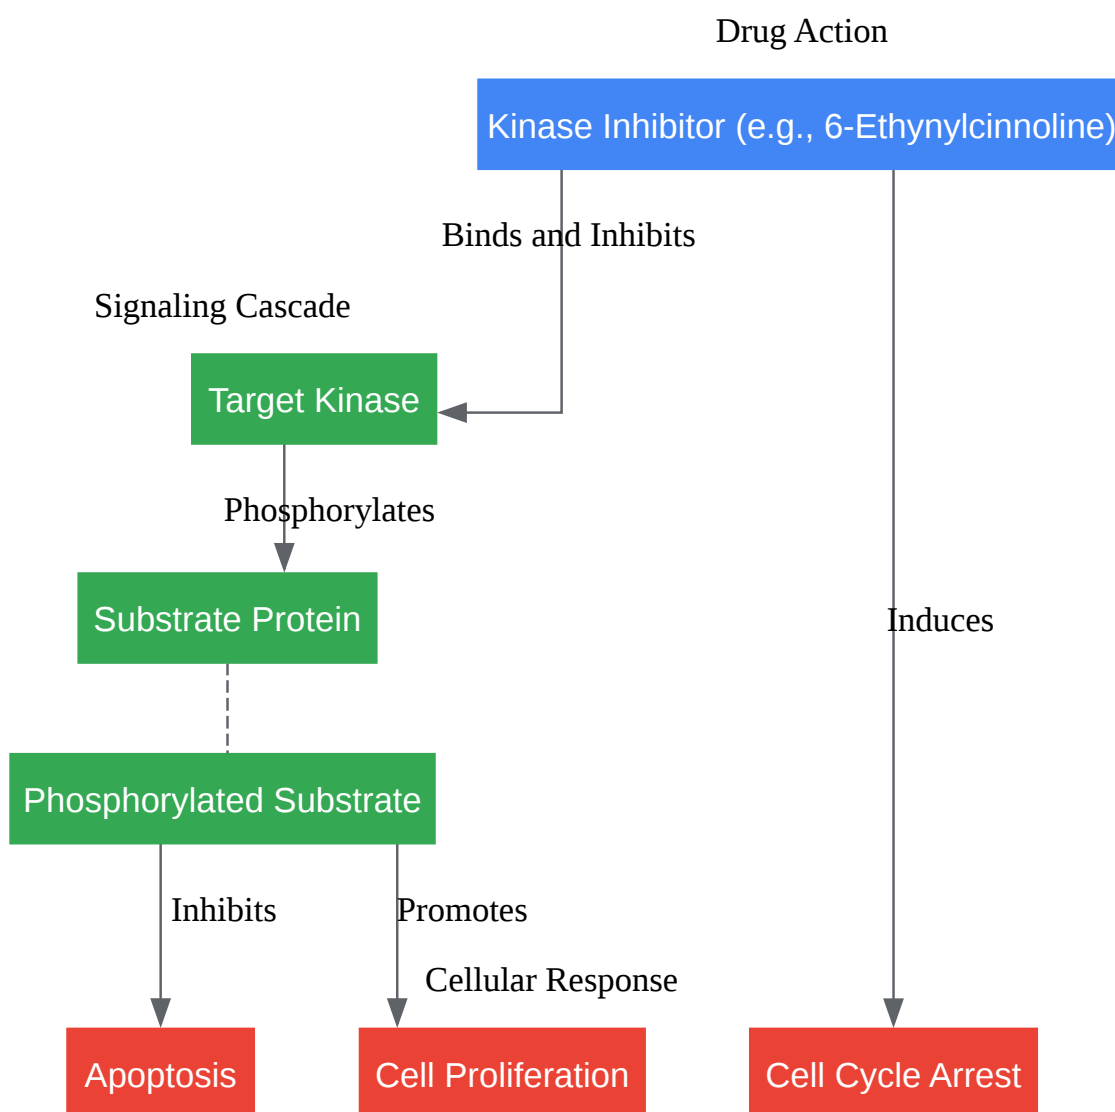 Drug Action
Kinase Inhibitor (e.g., 6-Ethynylcinnoline)
Binds and Inhibits
Signaling Cascade
Target Kinase
Phosphorylates
Substrate Protein
Induces
Phosphorylated Substrate
Inhibits
Promotes
Cellular Response
Apoptosis
Cell Proliferation
Cell Cycle Arrest